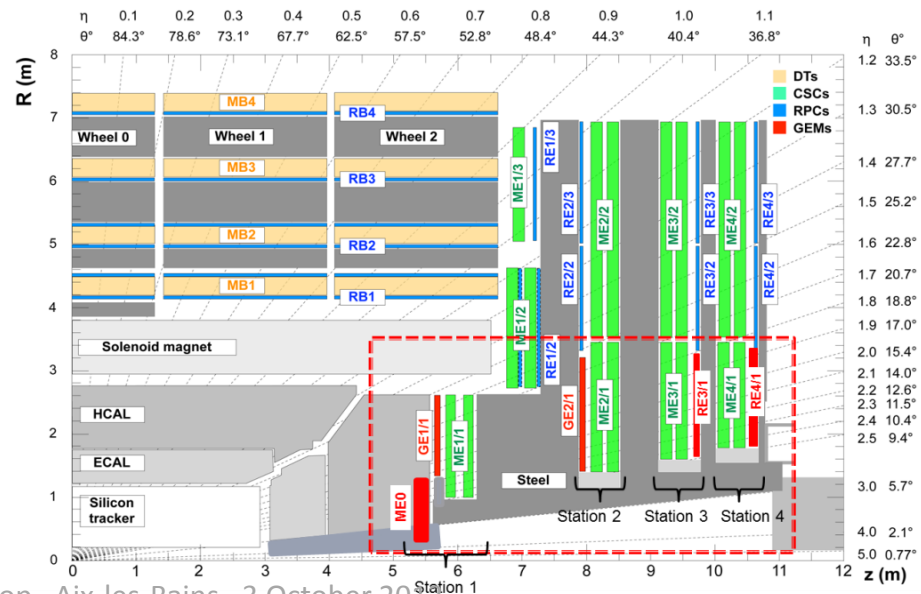 η 0.1 0.2 0.3 0.4 0.5 0.6 0.7 0.8 0.9 1.0 1.1
θ° 84.3° 78.6° 73.1° 67.7° 62.5° 57.5° 52.8° 48.4° 44.3° 40.4° 36.8° η θ°
R (m)
8
7
6
5
4
3
2
1
0
1.2 33.5°
1.3 30.5°
1.4 27.7°
1.5 25.2°
1.6 22.8°
1.7 20.7°
1.8 18.8°
1.9 17.0°
2.0 15.4°
2.1 14.0°
2.2 12.6°
2.3 11.5°
2.4 10.4°
2.5 9.4°
3.0 5.7°
4.0 2.1°
5.0 0.77°
DTs
CSCs
RPCs
GEMs
MB4
RB4
Wheel 0 Wheel 1 Wheel 2
MB3
RB3
MB2
RB2
MB1
RB1
Solenoid magnet
HCAL
ECAL
Silicon
tracker
Steel
ME1/3
RE1/3
RE2/3
ME2/2
ME3/2
RE3/3
ME4/2
RE4/3
ME1/2
RE1/2
RE2/2
RE3/2
RE4/2
GE1/1
ME1/1
GE2/1
ME2/1
ME3/1
RE3/1
ME4/1
RE4/1
ME0
Station 2 Station 3 Station 4
0 1 2 3 4 5 6 7 8 9 10 11 12
z (m)
Station 1
Aix-les-Bains 3 October